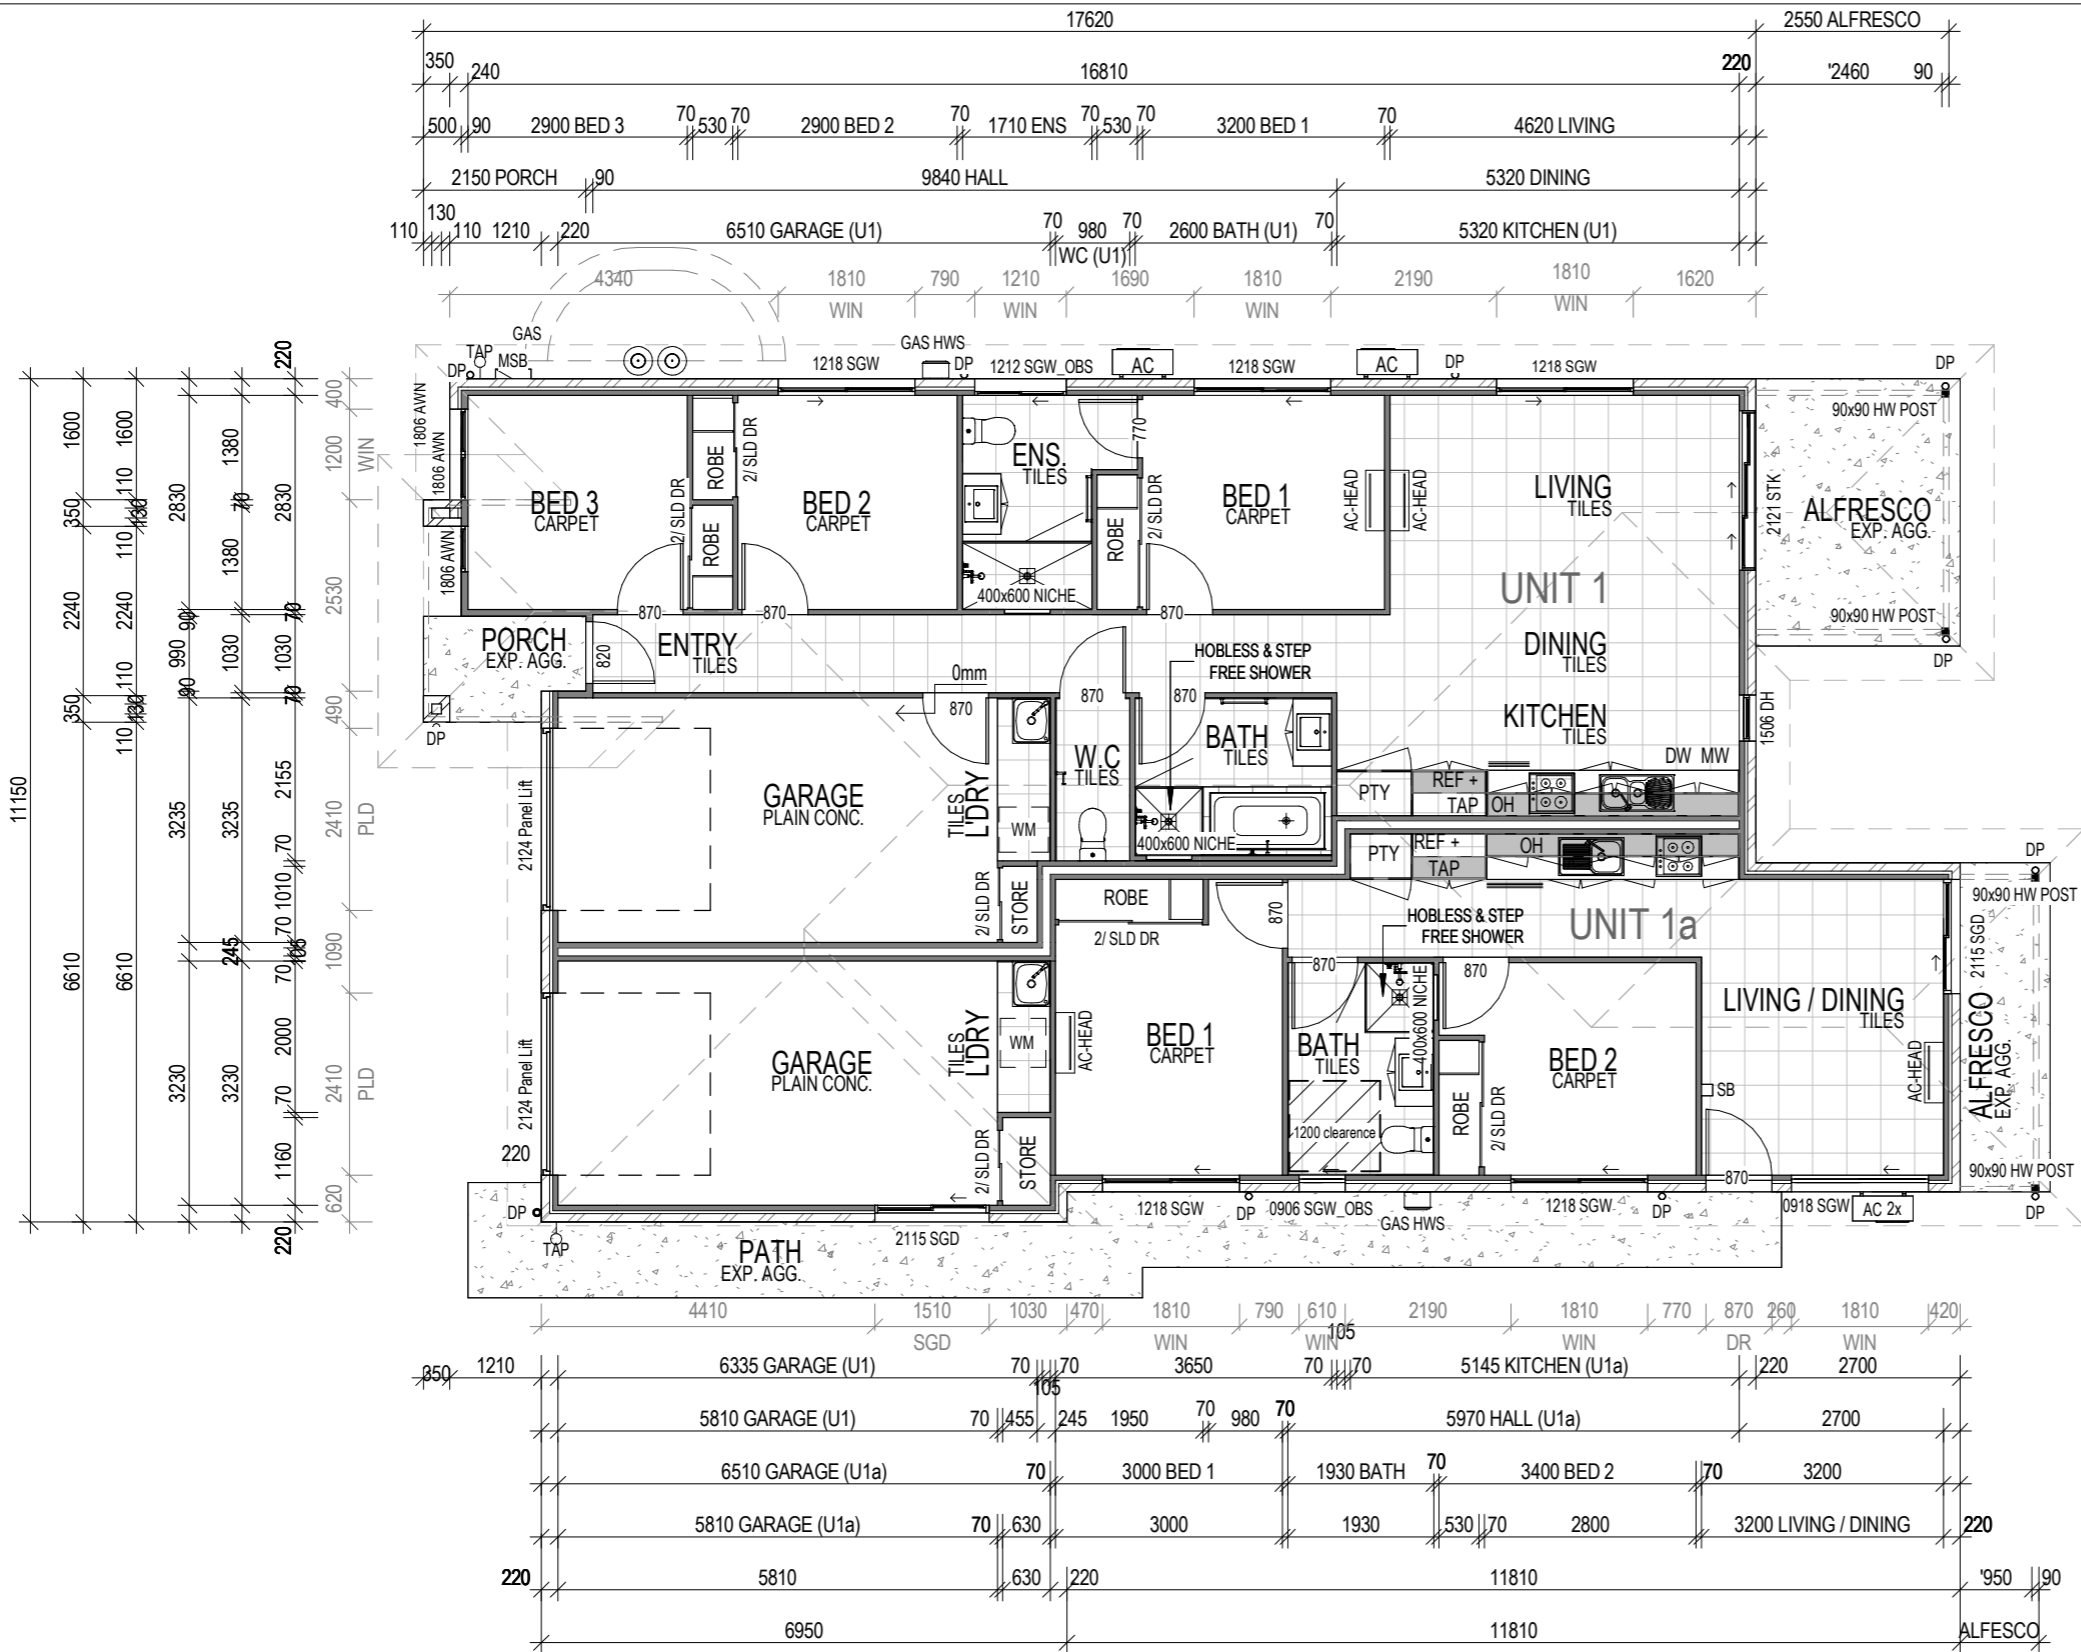 17620
2550 ALFRESCO
350
240
16810
220
'2460
90
500
90
2900 BED 3
70
530
70
2900 BED 2
70
1710 ENS
70
530
70
3200 BED 1
70
4620 LIVING
2150 PORCH
90
9840 HALL
5320 DINING
110
130
110
1210
220
6510 GARAGE (U1)
70
980
WC (U1)
70
2600 BATH (U1)
70
5320 KITCHEN (U1)
4340
1810
WIN
790
1210
WIN
1690
1810
WIN
2190
1810
WIN
1620
11150
1600
350
2240
350
6610
1600
110
130
110
2240
110
130
110
6610
2830
90
990
90
3235
3230
1380
70
1380
1030
3235
245
3230
220
2830
70
1030
70
2155
70
1010
70
105
70
2000
70
1160
220
400
1200
WIN
2530
490
2410
PLD
1090
2410
PLD
620
DP
TAP
MSB
GAS
GAS HWS
DP
1218 SGW
1212 SGW_OBS
AC
1218 SGW
AC
DP
1218 SGW
DP
1806 AWN
1806 AWN
1806 AWN
BED 3
CARPET
2/ SLD DR
ROBE
ROBE
2/ SLD DR
BED 2
CARPET
ENS.
TILES
400x600 NICHE
770
ROBE
2/ SLD DR
BED 1
CARPET
AC-HEAD
AC-HEAD
LIVING
TILES
2121 STK
90x90 HW POST
ALFRESCO
EXP. AGG.
90x90 HW POST
DP
UNIT 1
870
870
870
PORCH
EXP. AGG.
820
ENTRY
TILES
0mm
HOBLESS & STEP
FREE SHOWER
DINING
TILES
KITCHEN
TILES
1506 DH
DP
870
870
870
W.C
TILES
BATH
TILES
400x600 NICHE
DW MW
PTY
REF +
TAP
OH
2124 Panel Lift
GARAGE
PLAIN CONC.
TILES
L'DRY
WM
2/ SLD DR
STORE
PTY
REF +
TAP
OH
ROBE
2/ SLD DR
870
HOBLESS & STEP
FREE SHOWER
UNIT 1a
DP
90x90 HW POST
2115 SGD
2124 Panel Lift
220
GARAGE
PLAIN CONC.
TILES
L'DRY
WM
2/ SLD DR
STORE
AC-HEAD
BED 1
CARPET
870
BATH
TILES
400x600 NICHE
1200 clearence
870
ROBE
2/ SLD DR
BED 2
CARPET
LIVING / DINING
TILES
SB
AC-HEAD
ALFRESCO
EXP. AGG.
90x90 HW POST
870
DP
TAP
2115 SGD
PATH
EXP. AGG.
1218 SGW
DP
0906 SGW_OBS
GAS HWS
1218 SGW
DP
0918 SGW
AC 2x
DP
4410
1510
SGD
1030
470
1810
WIN
790
610
WIN
2190
1810
WIN
770
870
DR
260
1810
WIN
420
350
1210
6335 GARAGE (U1)
70
105
70
3650
70
105
70
5145 KITCHEN (U1a)
220
2700
5810 GARAGE (U1)
70
455
245
1950
70
980
70
5970 HALL (U1a)
2700
6510 GARAGE (U1a)
70
3000 BED 1
1930 BATH
70
3400 BED 2
70
3200
5810 GARAGE (U1a)
70
630
3000
1930
530
70
2800
3200 LIVING / DINING
220
220
5810
630
220
11810
'950
90
6950
11810
ALFESCO